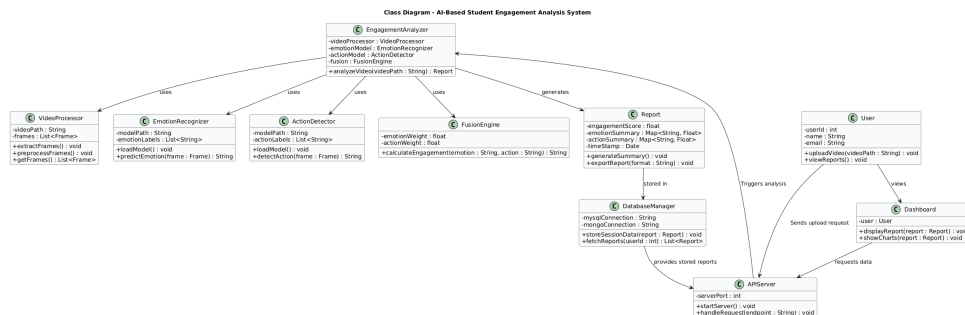 Class Diagram - AI-Based Student Engagement Analysis System
C EngagementAnalyzer
-videoProcessor : VideoProcessor
-emotionModel : EmotionRecognizer
-actionModel : ActionDetector
-fusion : FusionEngine
+analyzeVideo(videoPath : String) : Report
uses
uses
uses
uses
generates
C VideoProcessor
-videoPath : String
-frames : List<Frame>
+extractFrames() : void
+preprocessFrames() : void
+getFrames() : List<Frame>
C EmotionRecognizer
-modelPath : String
-emotionLabels : List<String>
+loadModel() : void
+predictEmotion(frame : Frame) : String
C ActionDetector
-modelPath : String
-actionLabels : List<String>
+loadModel() : void
+detectAction(frame : Frame) : String
C FusionEngine
-emotionWeight : float
-actionWeight : float
+calculateEngagement(emotion : String, action : String) : String
C Report
-engagementScore : float
-emotionSummary : Map<String, Float>
-actionSummary : Map<String, Float>
-timeStamp : Date
+generateSummary() : void
+exportReport(format : String) : void
C User
-userId : int
-name : String
-email : String
+uploadVideo(videoPath : String) : void
+viewReports() : void
stored in
Triggers analysis
views
Sends upload request
C DatabaseManager
-mysqlConnection : String
-mongoConnection : String
+storeSessionData(report : Report) : void
+fetchReports(userId : int) : List<Report>
C Dashboard
-user : User
+displayReport(report : Report) : void
+showCharts(report : Report) : void
provides stored reports
requests data
C APIServer
-serverPort : int
+startServer() : void
+handleRequest(endpoint : String) : void